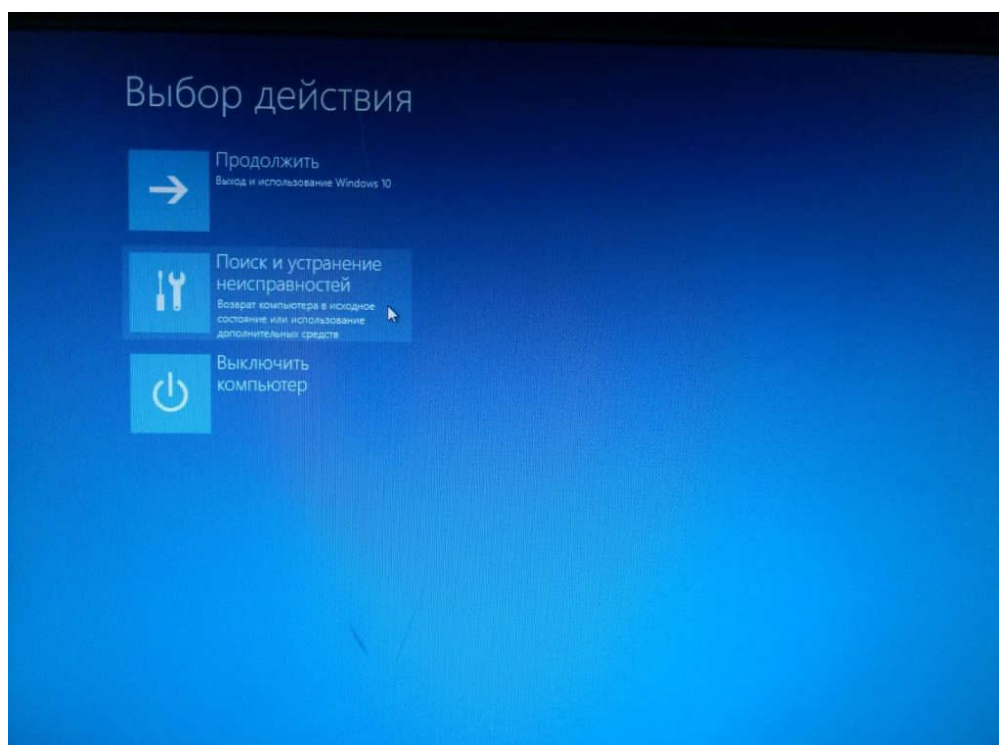 Выбор действия
Продолжить
Выход и использование Windows 10
Поиск и устранение
неисправностей
Возврат компьютера в исходное
состояние или использование
дополнительных средств
Выключить
компьютер